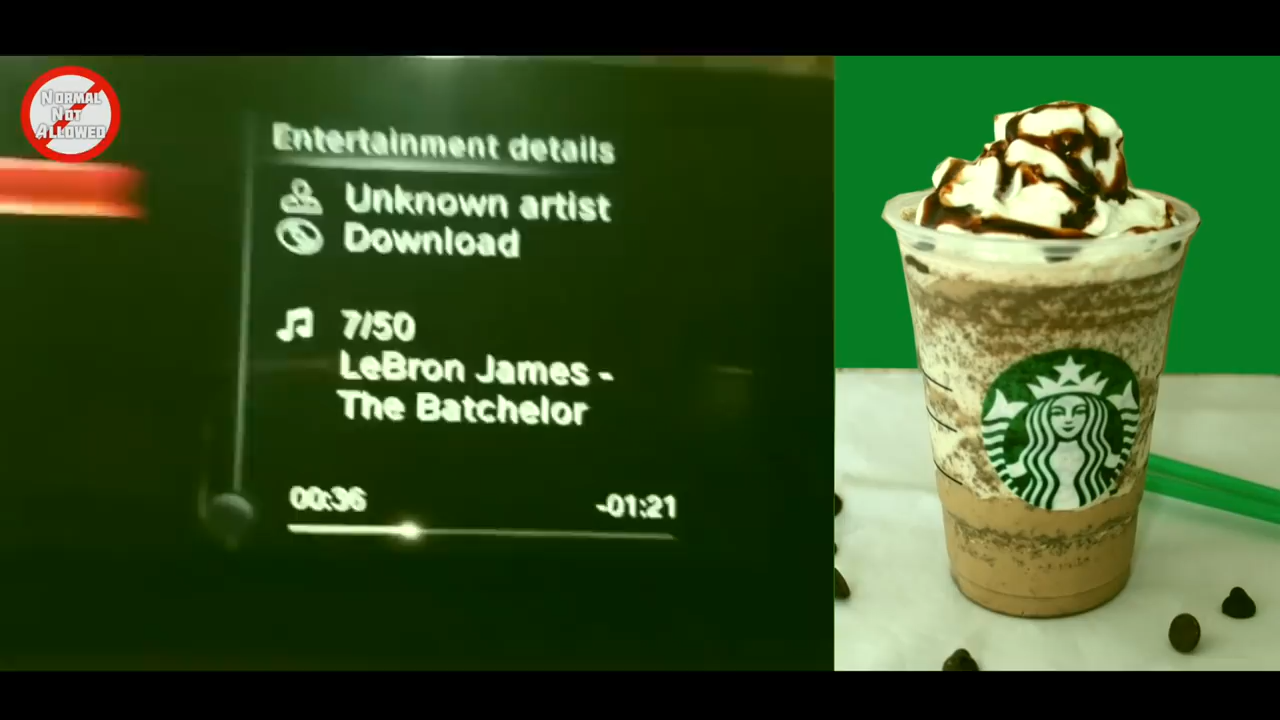 Normal
Not
Allowed
Entertainment details
Unknown artist
Download
7/50
LeBron James -
The Batchelor
00:36
-01:21